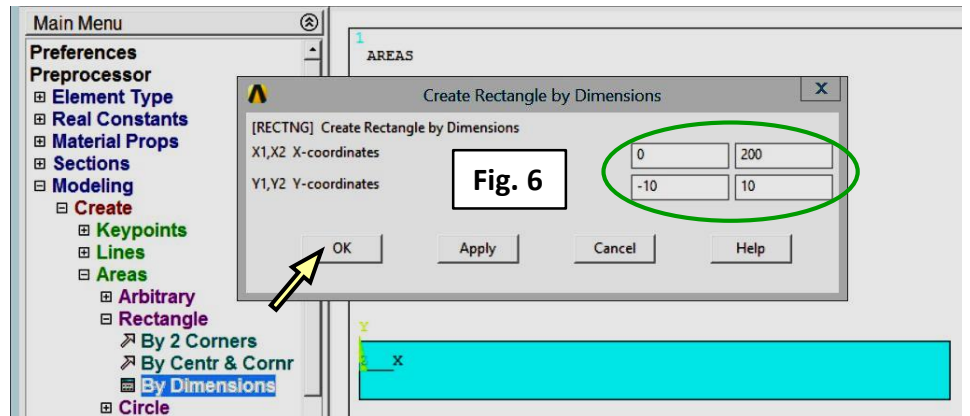 Main Menu
Preferences
Preprocessor
Element Type
Real Constants
Material Props
Sections
Modeling
Create
Keypoints
Lines
Areas
Arbitrary
Rectangle
By 2 Corners
By Centr & Cornr
By Dimensions
Circle
1
AREAS
Create Rectangle by Dimensions
X
[RECTNG] Create Rectangle by Dimensions
X1,X2 X-coordinates
0 200
Y1,Y2 Y-coordinates
-10 10
Fig. 6
OK Apply Cancel Help
Y
X